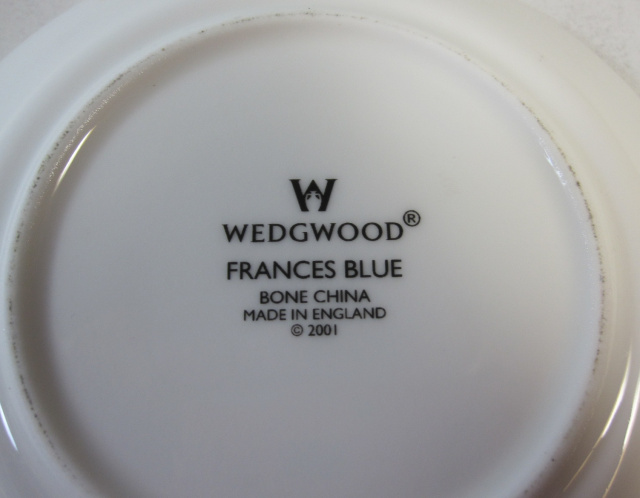 W
WEDGWOOD®
FRANCES BLUE
BONE CHINA
MADE IN ENGLAND
© 2001